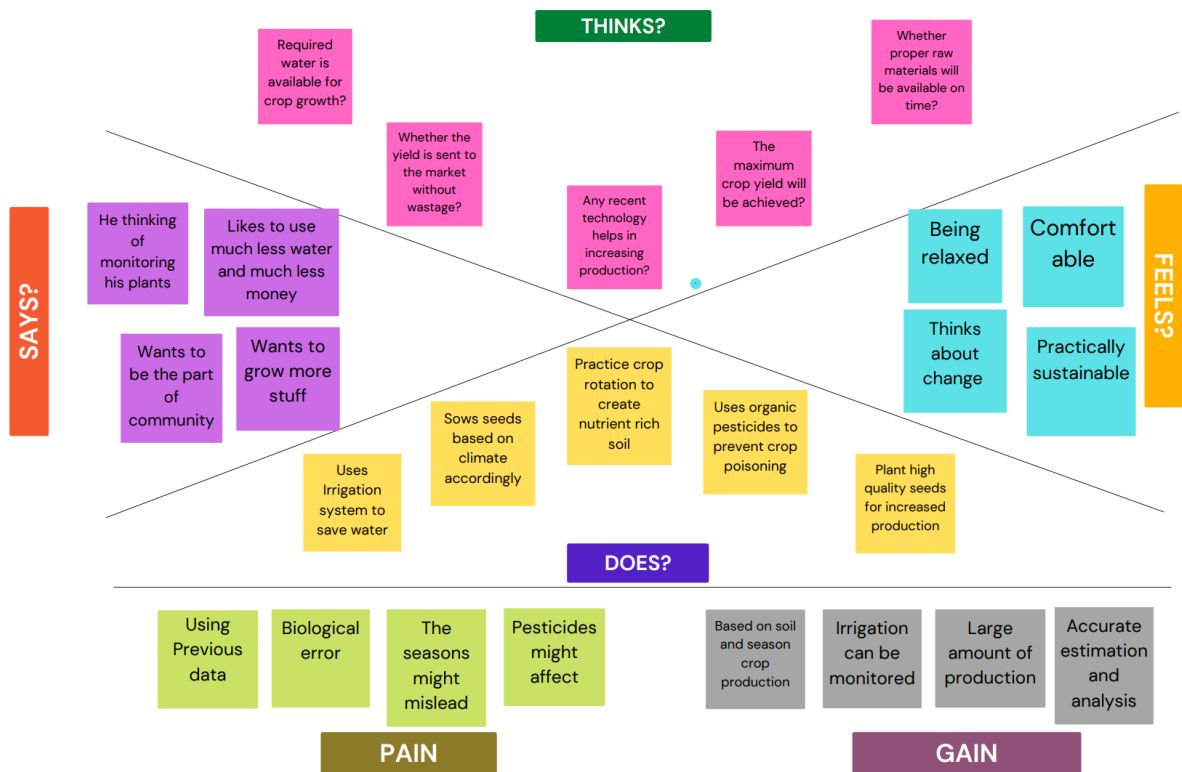 THINKS?
Required
water is
available for
crop growth?
Whether the
yield is sent to
the market
without
wastage?
Any recent
technology
helps in
increasing
production?
The
maximum
crop yield will
be achieved?
Whether
proper raw
materials will
be available on
time?
SAYS?
He thinking
of
monitoring
his plants
Likes to use
much less water
and much less
money
Wants to
be the part
of
community
Wants to
grow more
stuff
FEELS?
Being
relaxed
Comfort
able
Thinks
about
change
Practically
sustainable
Uses
Irrigation
system to
save water
Sows seeds
based on
climate
accordingly
Practice crop
rotation to
create
nutrient rich
soil
Uses organic
pesticides to
prevent crop
poisoning
Plant high
quality seeds
for increased
production
DOES?
Using
Previous
data
Biological
error
The
seasons
might
mislead
Pesticides
might
affect
PAIN
Based on soil
and season
crop
production
Irrigation
can be
monitored
Large
amount of
production
Accurate
estimation
and
analysis
GAIN